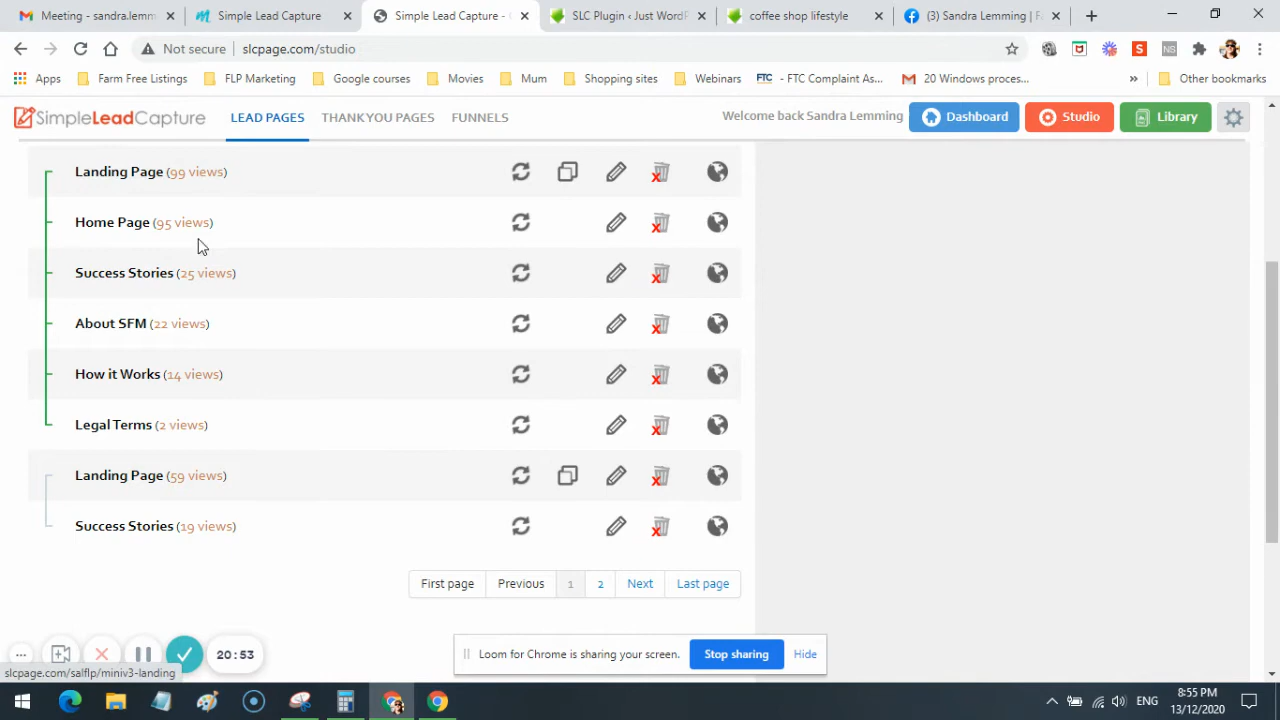 Meeting - sandra.lemm
Simple Lead Capture
Simple Lead Capture - C
SLC Plugin ‹ Just WordP
coffee shop lifestyle
(3) Sandra Lemming | Fa
Not secure
slcpage.com/studio
S
NS
Apps
Farm Free Listings
FLP Marketing
Google courses
Movies
Mum
Shopping sites
Webinars
FTC
FTC Complaint As...
20 Windows proces...
»
Other bookmarks
SimpleLeadCapture
LEAD PAGES
THANKYOU PAGES
FUNNELS
Welcome back Sandra Lemming
Dashboard
Studio
Library
Landing Page (99 views)
Home Page (95 views)
Success Stories (25 views)
About SFM (22 views)
How it Works (14 views)
Legal Terms (2 views)
Landing Page (59 views)
Success Stories (19 views)
First page
Previous
1
2
Next
Last page
20:53
Loom for Chrome is sharing your screen.
Stop sharing
Hide
slcpage.com/salflp/miniv3-landing
ENG
8:55 PM
13/12/2020